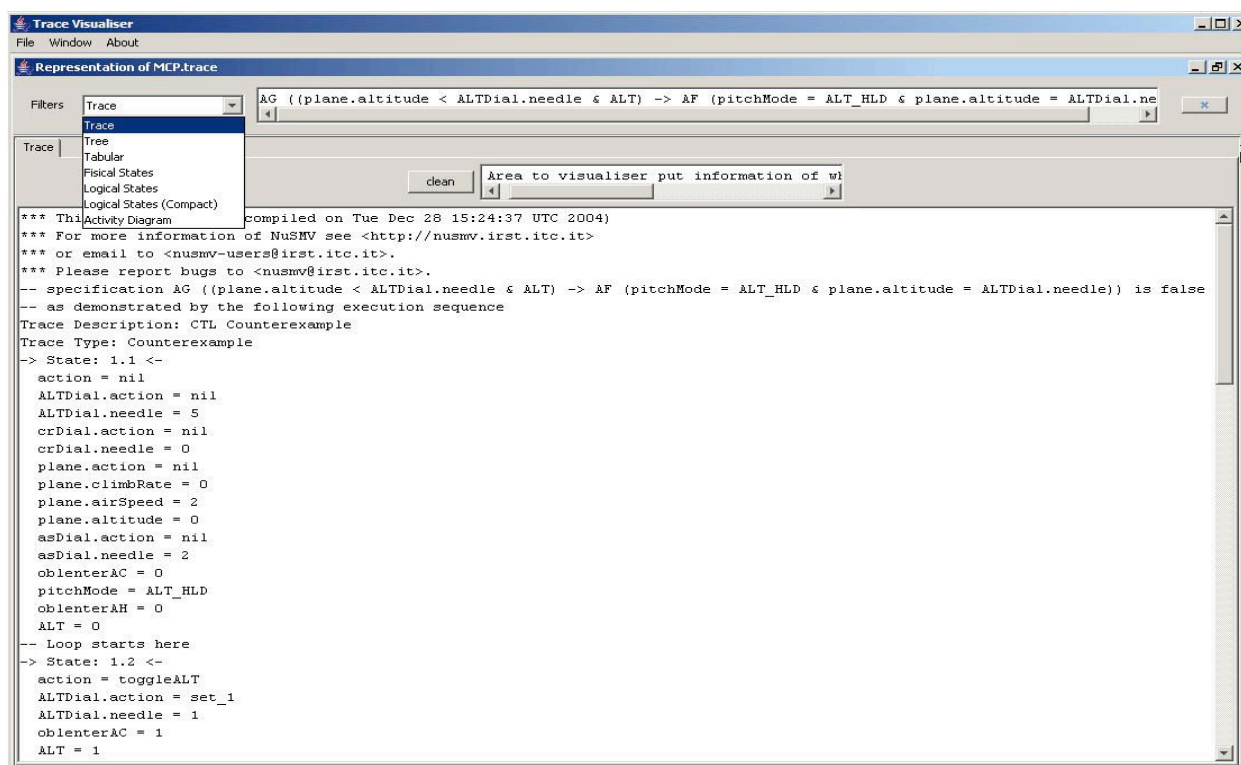 Trace Visualiser
File Window About
Representation of MCP.trace
Filters Trace
AG ((plane.altitude < ALTDial.needle & ALT) -> AF (pitchMode = ALT_HLD & plane.altitude = ALTDial.ne
Trace
Tree
Tabular
Fisical States
Logical States
Logical States (Compact)
Activity Diagram
Trace
clean
Area to visualiser put information of
*** Thi compiled on Tue Dec 28 15:24:37 UTC 2004)
*** For more information of NuSMV see <http://nusmv.irst.itc.it>
*** or email to <nusmv-users@irst.itc.it>.
*** Please report bugs to <nusmv@irst.itc.it>.
-- specification AG ((plane.altitude < ALTDial.needle & ALT) -> AF (pitchMode = ALT_HLD & plane.altitude = ALTDial.needle)) is false
-- as demonstrated by the following execution sequence
Trace Description: CTL Counterexample
Trace Type: Counterexample
-> State: 1.1 <-
action = nil
ALTDial.action = nil
ALTDial.needle = 5
crDial.action = nil
crDial.needle = 0
plane.action = nil
plane.climbRate = 0
plane.airSpeed = 2
plane.altitude = 0
asDial.action = nil
asDial.needle = 2
oblenterAC = 0
pitchMode = ALT_HLD
oblenterAH = 0
ALT = 0
-- Loop starts here
-> State: 1.2 <-
action = toggleALT
ALTDial.action = set_1
ALTDial.needle = 1
oblenterAC = 1
ALT = 1